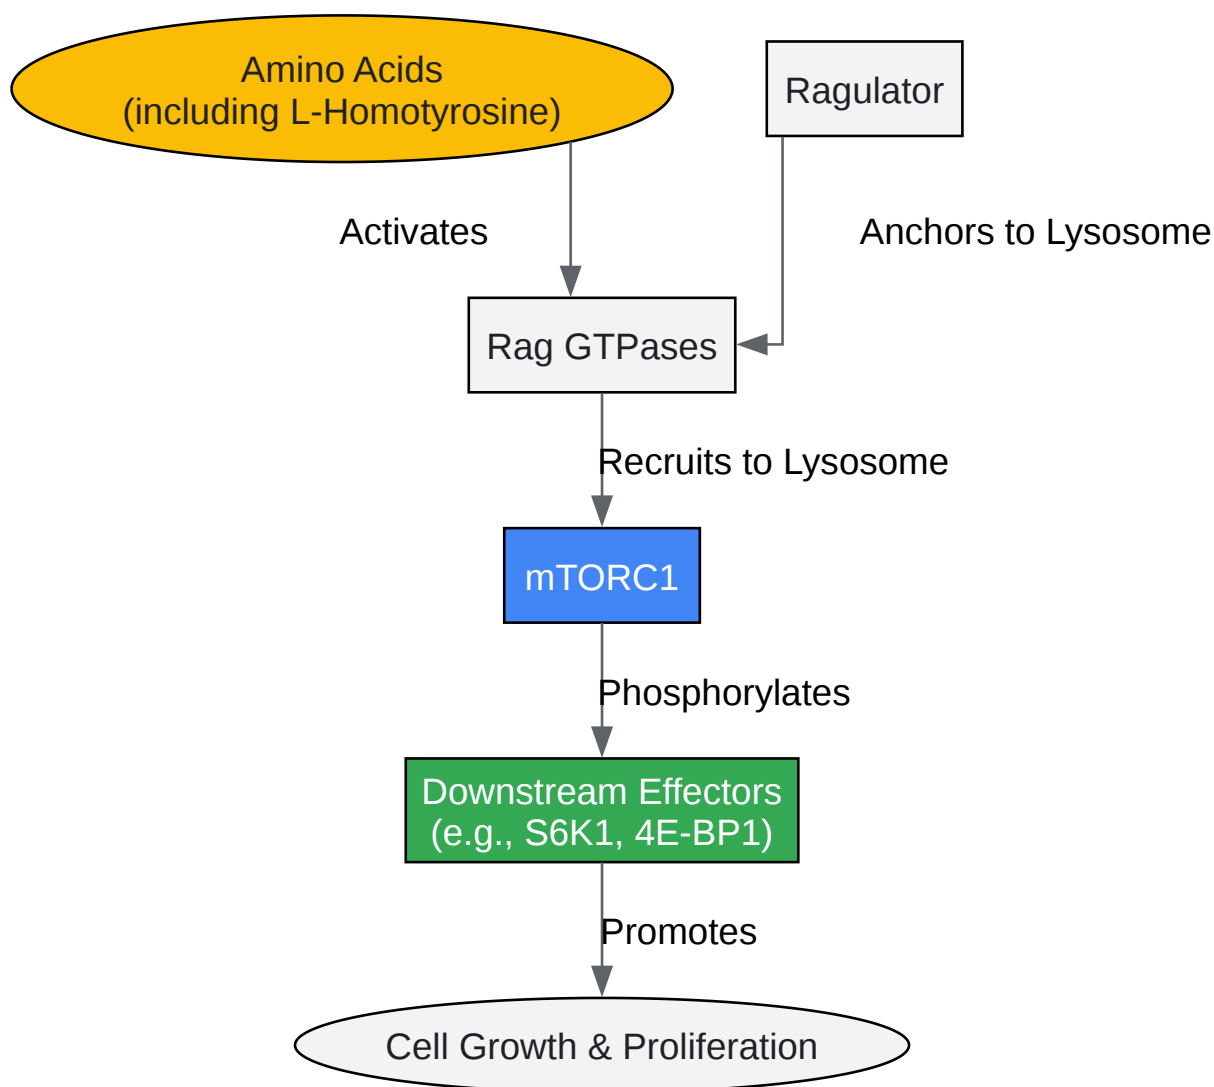 Amino Acids
(including L-Homotyrosine)
Ragulator
Activates
Anchors to Lysosome
Rag GTPases
Recruits to Lysosome
mTORC1
Phosphorylates
Downstream Effectors
(e.g., S6K1, 4E-BP1)
Promotes
Cell Growth & Proliferation